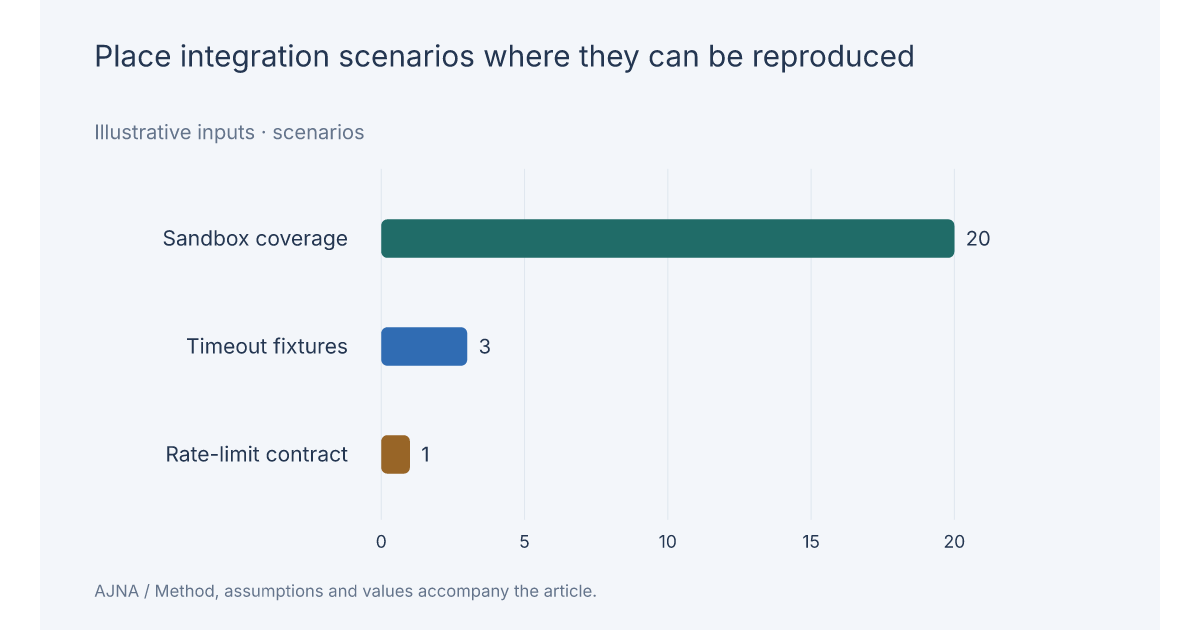 Place integration scenarios where they can be reproduced
Illustrative inputs · scenarios
Sandbox coverage 20
Timeout fixtures 3
Rate-limit contract 1
0 5 10 15 20
AJNA / Method, assumptions and values accompany the article.